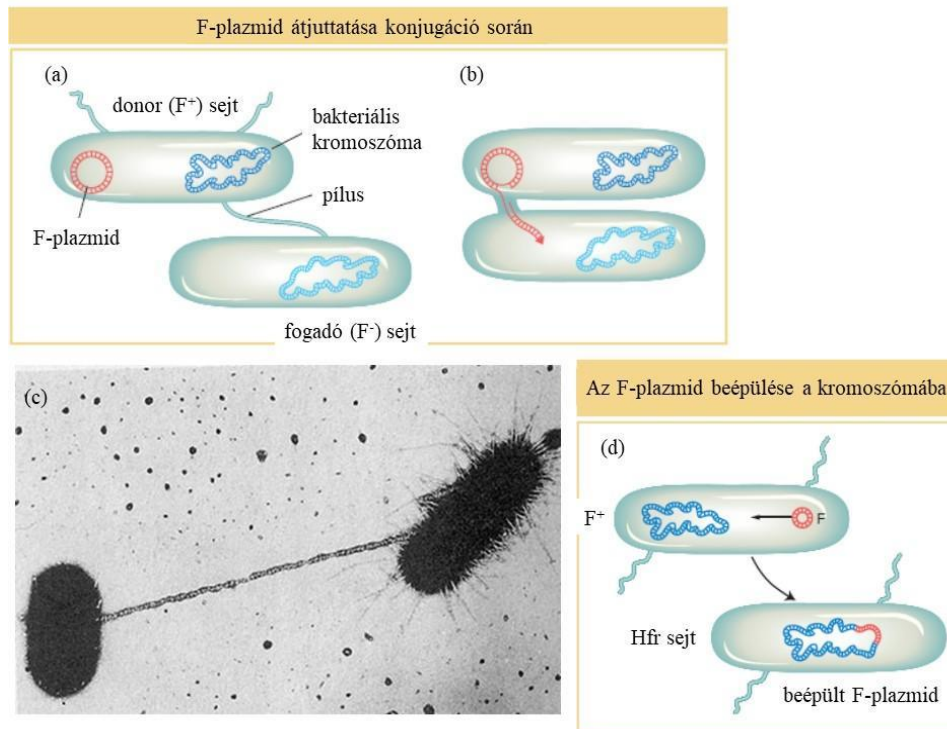 F-plazmid átjuttatása konjugáció során
(a)
(b)
donor (F⁺) sejt
bakteriális
kromoszóma
pílus
F-plazmid
fogadó (F⁻) sejt
(c)
Az F-plazmid beépülése a kromoszómába
(d)
F⁺
F
Hfr sejt
beépült F-plazmid